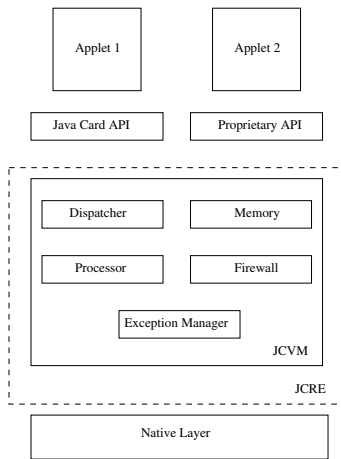 Applet 1
Applet 2
Java Card API
Proprietary API
Dispatcher
Memory
Processor
Firewall
Exception Manager
JCVM
JCRE
Native Layer